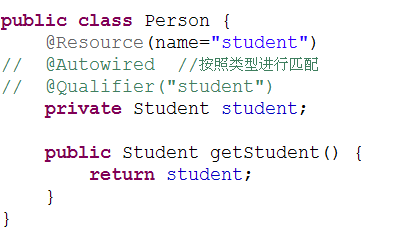 public class Person {
    @Resource(name="student")
//  @Autowired  //按照类型进行匹配
//  @Qualifier("student")
    private Student student;
    public Student getStudent() {
        return student;
    }
}